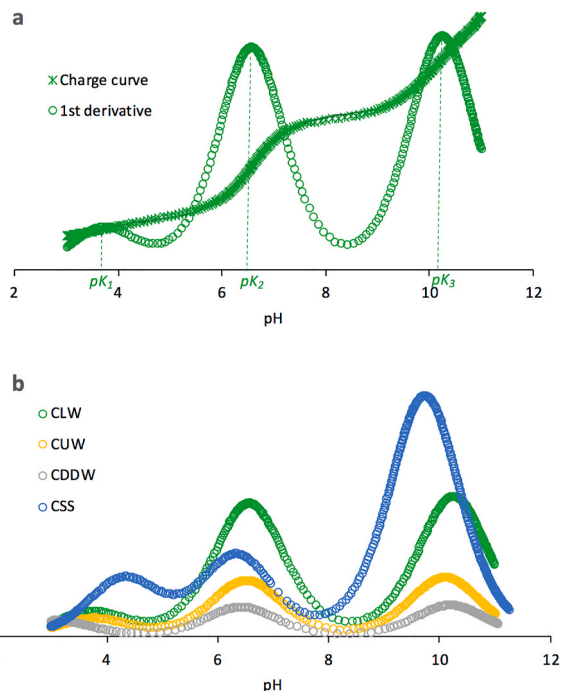 a
Charge curve
1st derivative
2 4 6 8 10 12
pK1 pK2 pK3
pH
b
CLW
CUW
CDDW
CSS
4 6 8 10 12
pH